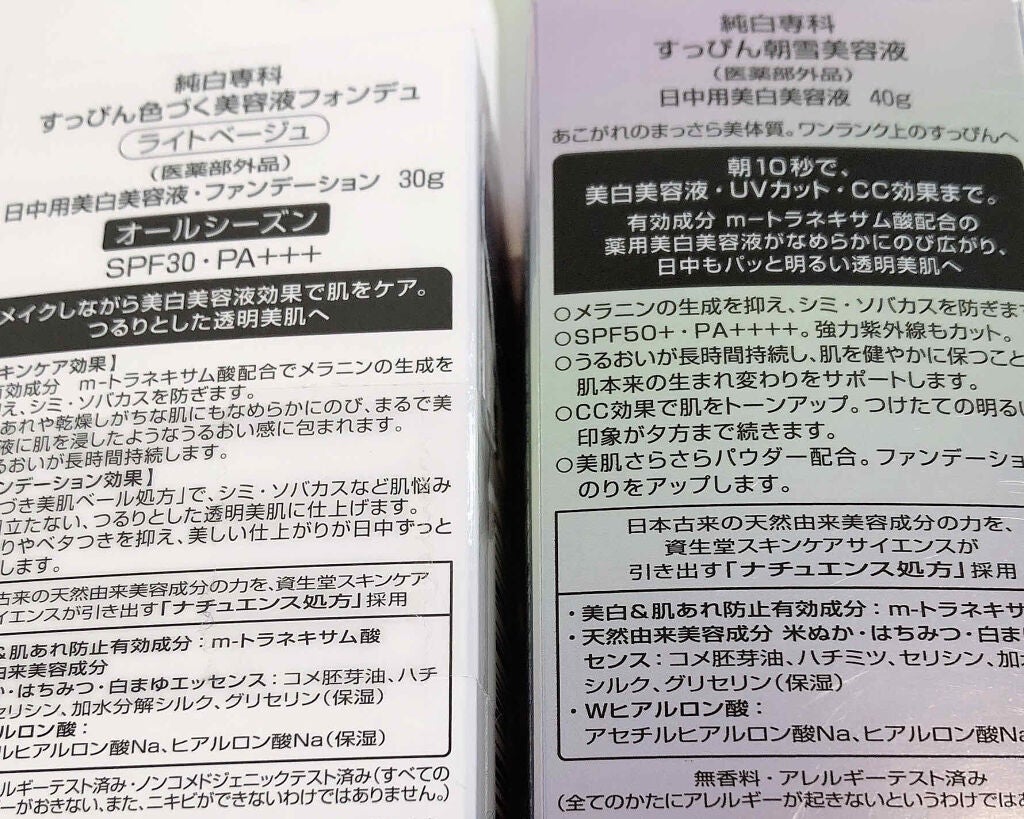 純白専科
すっぴん色づく美容液フォンデュ
ライトベージュ
(医薬部外品)
日中用美白美容液・ファンデーション 30g
オールシーズン
SPF30・PA+++
メイクしながら美白美容液効果で肌をケア。
つるりとした透明美肌へ
キンケア効果】
有効成分 m-トラネキサム酸配合でメラニンの生成を
え、シミ・ソバカスを防ぎます。
あれや乾燥しがちな肌にもなめらかにのび、まるで美
液に肌を浸したようなうるおい感に包まれます。
るおいが長時間持続します。
ンデーション効果】
づき美肌ベール処方」で、シミ・ソバカスなど肌悩み
立たない、つるりとした透明美肌に仕上げます。
りやベタつきを抑え、美しい仕上がりが日中ずっと
します。
古来の天然由来美容成分の力を、資生堂スキンケア
イエンスが引き出す「ナチュエンス処方」採用
&肌あれ防止有効成分：m-トラネキサム酸
由来美容成分
か・はちみつ・白まゆエッセンス：コメ胚芽油、ハチ
セリシン、加水分解シルク、グリセリン(保湿)
ルロン酸：
ルヒアルロン酸Na、ヒアルロン酸Na(保湿)
ルギーテスト済み・ノンコメドジェニックテスト済み(すべての
ーがおきない、また、ニキビができないわけではありません。)
純白専科
すっぴん朝雪美容液
(医薬部外品)
日中用美白美容液 40g
あこがれのまっさら美体質。ワンランク上のすっぴんへ
朝10秒で、
美白美容液・UVカット・CC効果まで。
有効成分 m-トラネキサム酸配合の
薬用美白美容液がなめらかにのび広がり、
日中もパッと明るい透明美肌へ
○メラニンの生成を抑え、シミ・ソバカスを防ぎます
○SPF50+・PA++++。強力紫外線もカット。
○うるおいが長時間持続し、肌を健やかに保つこと
肌本来の生まれ変わりをサポートします。
○CC効果で肌をトーンアップ。つけたての明るい
印象が夕方まで続きます。
○美肌さらさらパウダー配合。ファンデーショ
のりをアップします。
日本古来の天然由来美容成分の力を、
資生堂スキンケアサイエンスが
引き出す「ナチュエンス処方」採用
・美白&肌あれ防止有効成分：m-トラネキサ
・天然由来美容成分 米ぬか・はちみつ・白ま
センス：コメ胚芽油、ハチミツ、セリシン、加
シルク、グリセリン(保湿)
・Wヒアルロン酸：
アセチルヒアルロン酸Na、ヒアルロン酸Na
無香料・アレルギーテスト済み
(全てのかたにアレルギーが起きないというわけではあ